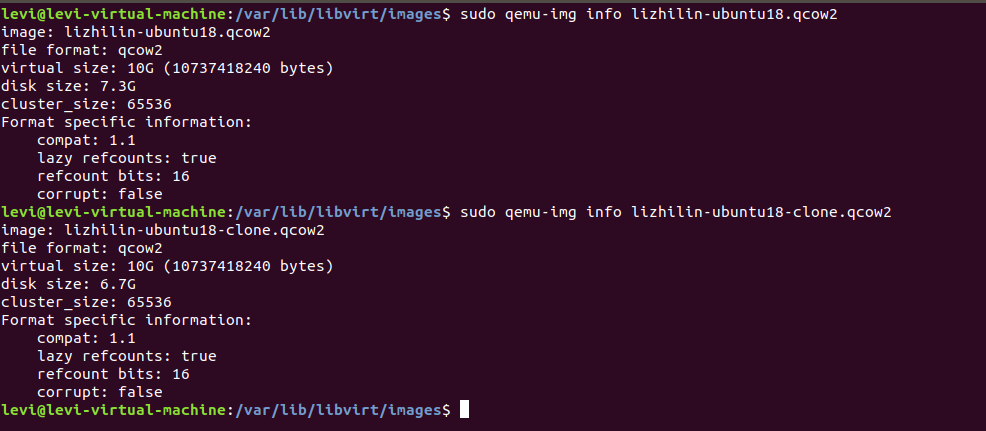 levi@levi-virtual-machine:/var/lib/libvirt/images$ sudo qemu-img info lizhilin-ubuntu18.qcow2
image: lizhilin-ubuntu18.qcow2
file format: qcow2
virtual size: 10G (10737418240 bytes)
disk size: 7.3G
cluster_size: 65536
Format specific information:
    compat: 1.1
    lazy refcounts: true
    refcount bits: 16
    corrupt: false
levi@levi-virtual-machine:/var/lib/libvirt/images$ sudo qemu-img info lizhilin-ubuntu18-clone.qcow2
image: lizhilin-ubuntu18-clone.qcow2
file format: qcow2
virtual size: 10G (10737418240 bytes)
disk size: 6.7G
cluster_size: 65536
Format specific information:
    compat: 1.1
    lazy refcounts: true
    refcount bits: 16
    corrupt: false
levi@levi-virtual-machine:/var/lib/libvirt/images$